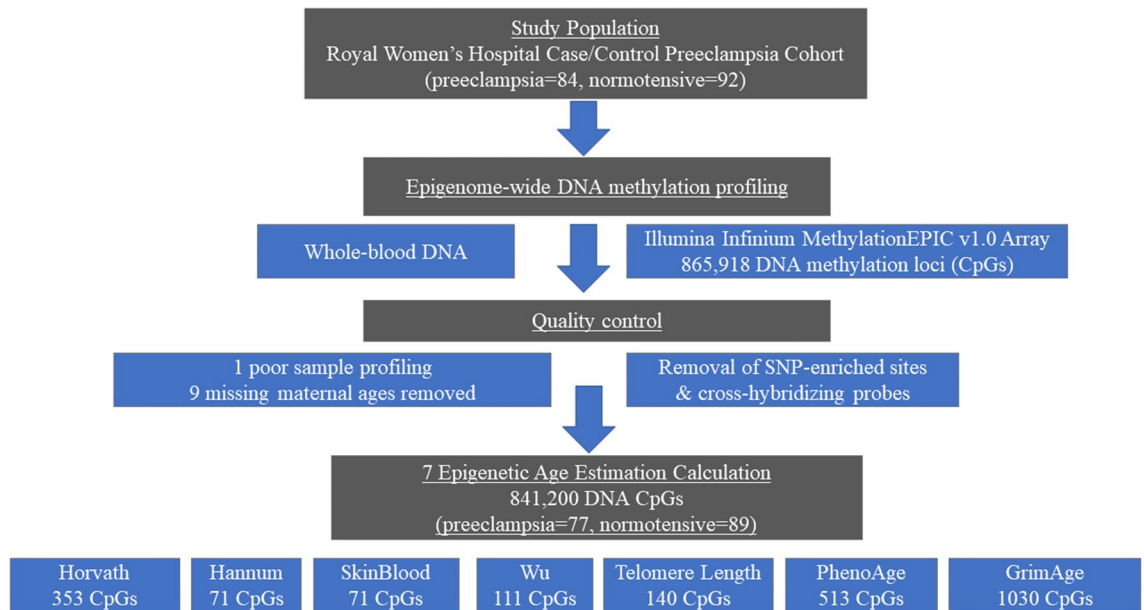 Study Population
Royal Women's Hospital Case/Control Preeclampsia Cohort
(preeclampsia=84, normotensive=92)
Epigenome-wide DNA methylation profiling
Whole-blood DNA
Illumina Infinium MethylationEPIC v1.0 Array
865,918 DNA methylation loci (CpGs)
Quality control
1 poor sample profiling
9 missing maternal ages removed
Removal of SNP-enriched sites
& cross-hybridizing probes
7 Epigenetic Age Estimation Calculation
841,200 DNA CpGs
(preeclampsia=77, normotensive=89)
Horvath
353 CpGs
Hannum
71 CpGs
SkinBlood
71 CpGs
Wu
111 CpGs
Telomere Length
140 CpGs
PhenoAge
513 CpGs
GrimAge
1030 CpGs